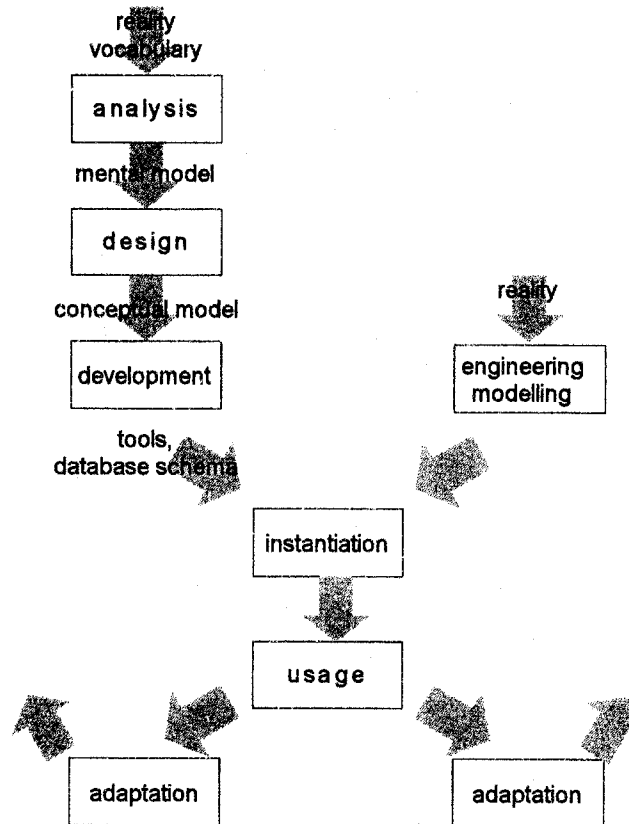 reality
vocabulary
analysis
mental model
design
conceptual model
development
tools,
database schema
reality
engineering
modelling
instantiation
usage
adaptation
adaptation